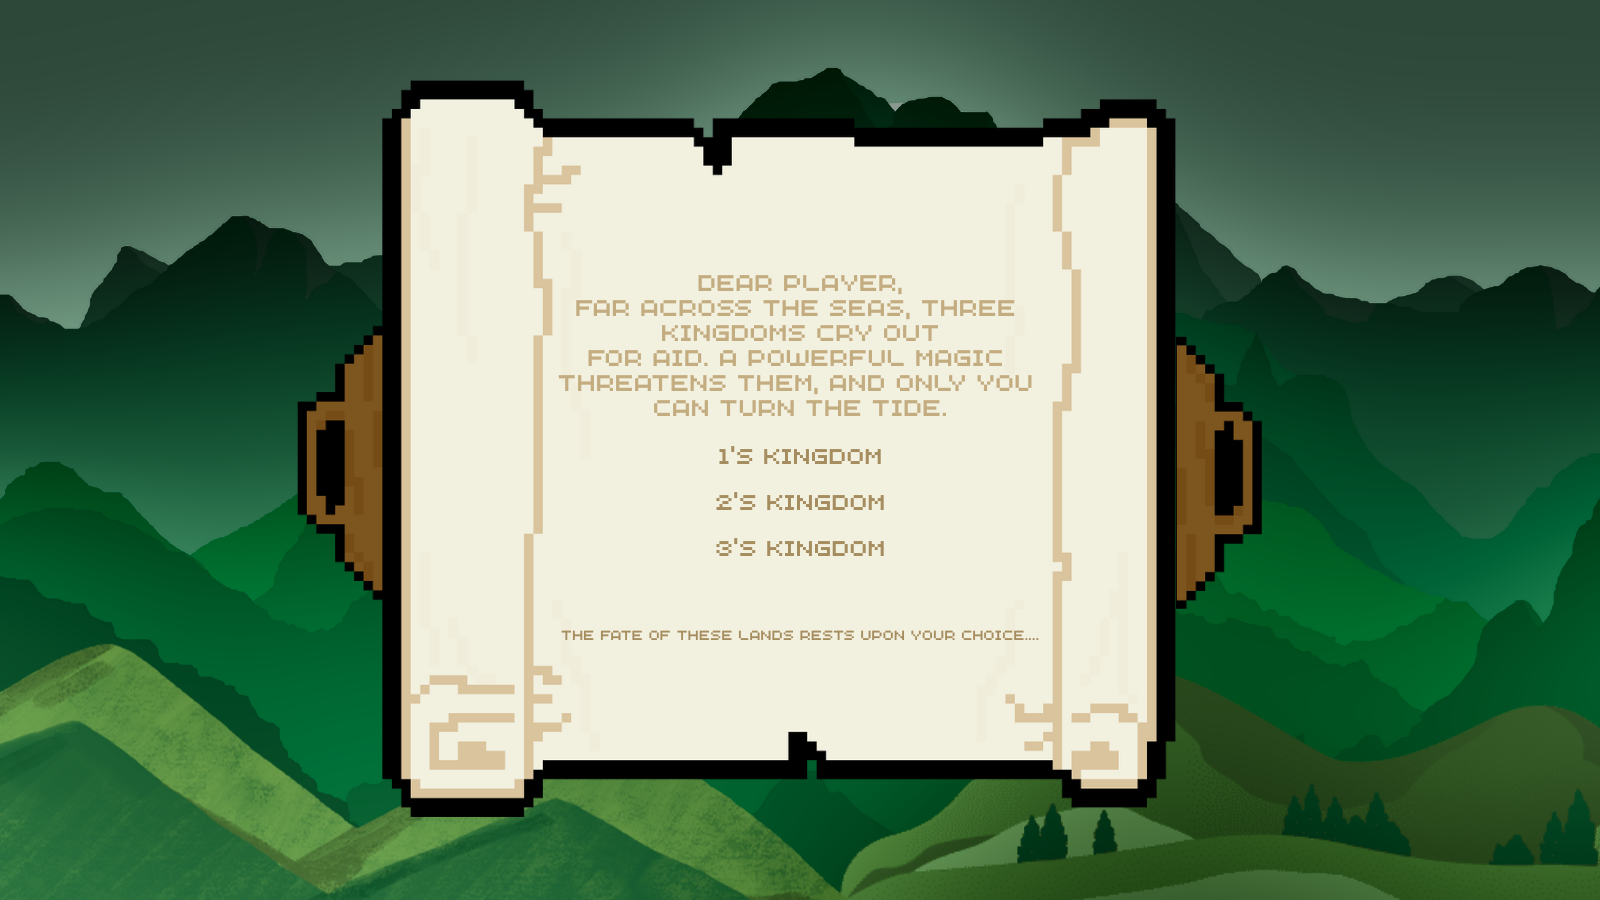 DEAR PLAYER,
FAR ACROSS THE SEAS, THREE
KINGDOMS CRY OUT
FOR AID. A POWERFUL MAGIC
THREATENS THEM, AND ONLY YOU
CAN TURN THE TIDE.
1'S KINGDOM
2'S KINGDOM
3'S KINGDOM
THE FATE OF THESE LANDS RESTS UPON YOUR CHOICE....